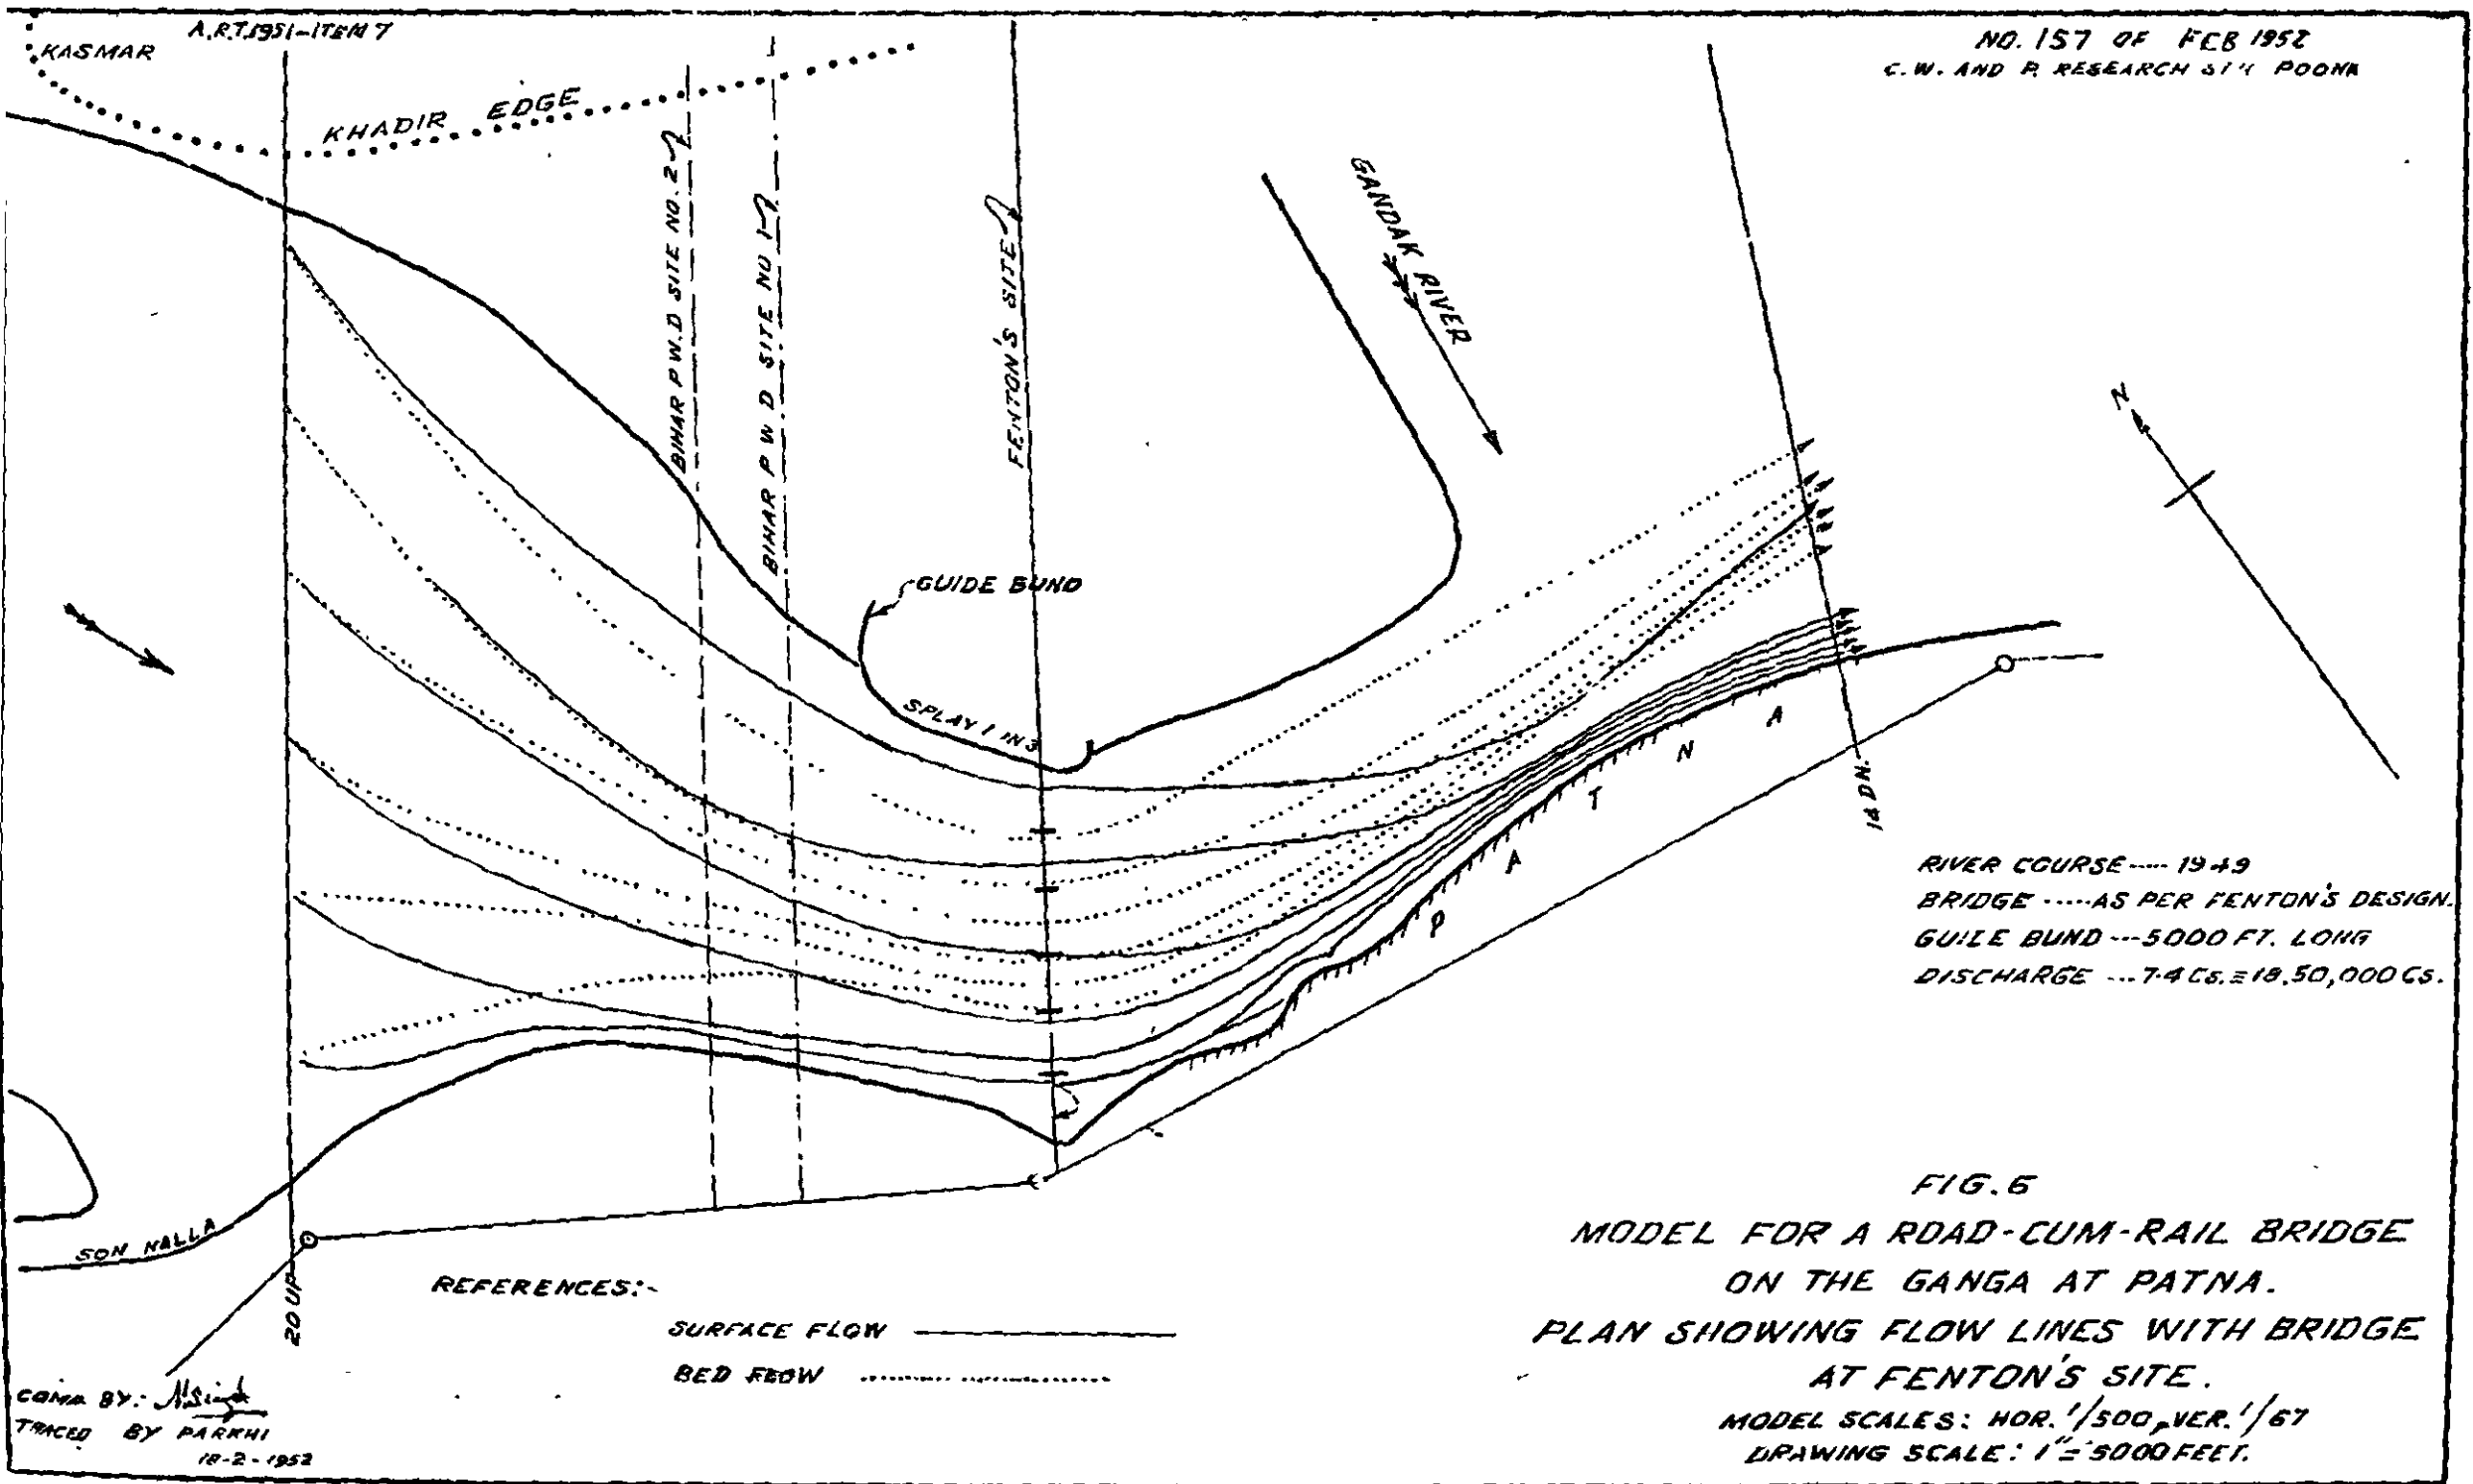 A.R.T.1951-ITEM 7
NO. 157 OF FEB 1952
C.W. AND P. RESEARCH STN POONA
KASMAR
KHADIR EDGE
BIHAR P W.D SITE NO. 2
BIHAR P W D SITE NO 1
FENTON'S SITE
GANDAK RIVER
N
GUIDE BUND
SPLAY 1 IN 3
PATNA
14 DN.
RIVER COURSE ---- 1949
BRIDGE ----- AS PER FENTON'S DESIGN.
GUIDE BUND --- 5000 FT. LONG
DISCHARGE --- 7.4 CS. ≡ 18,50,000 CS.
SON NALLA
20 UP
REFERENCES:-
SURFACE FLOW
BED FLOW
FIG. 6
MODEL FOR A ROAD-CUM-RAIL BRIDGE
ON THE GANGA AT PATNA.
PLAN SHOWING FLOW LINES WITH BRIDGE
AT FENTON'S SITE.
MODEL SCALES: HOR. 1/500, VER. 1/67
DRAWING SCALE: 1" = 5000 FEET.
COMP. BY:
TRACED BY PARKHI
18-2-1952